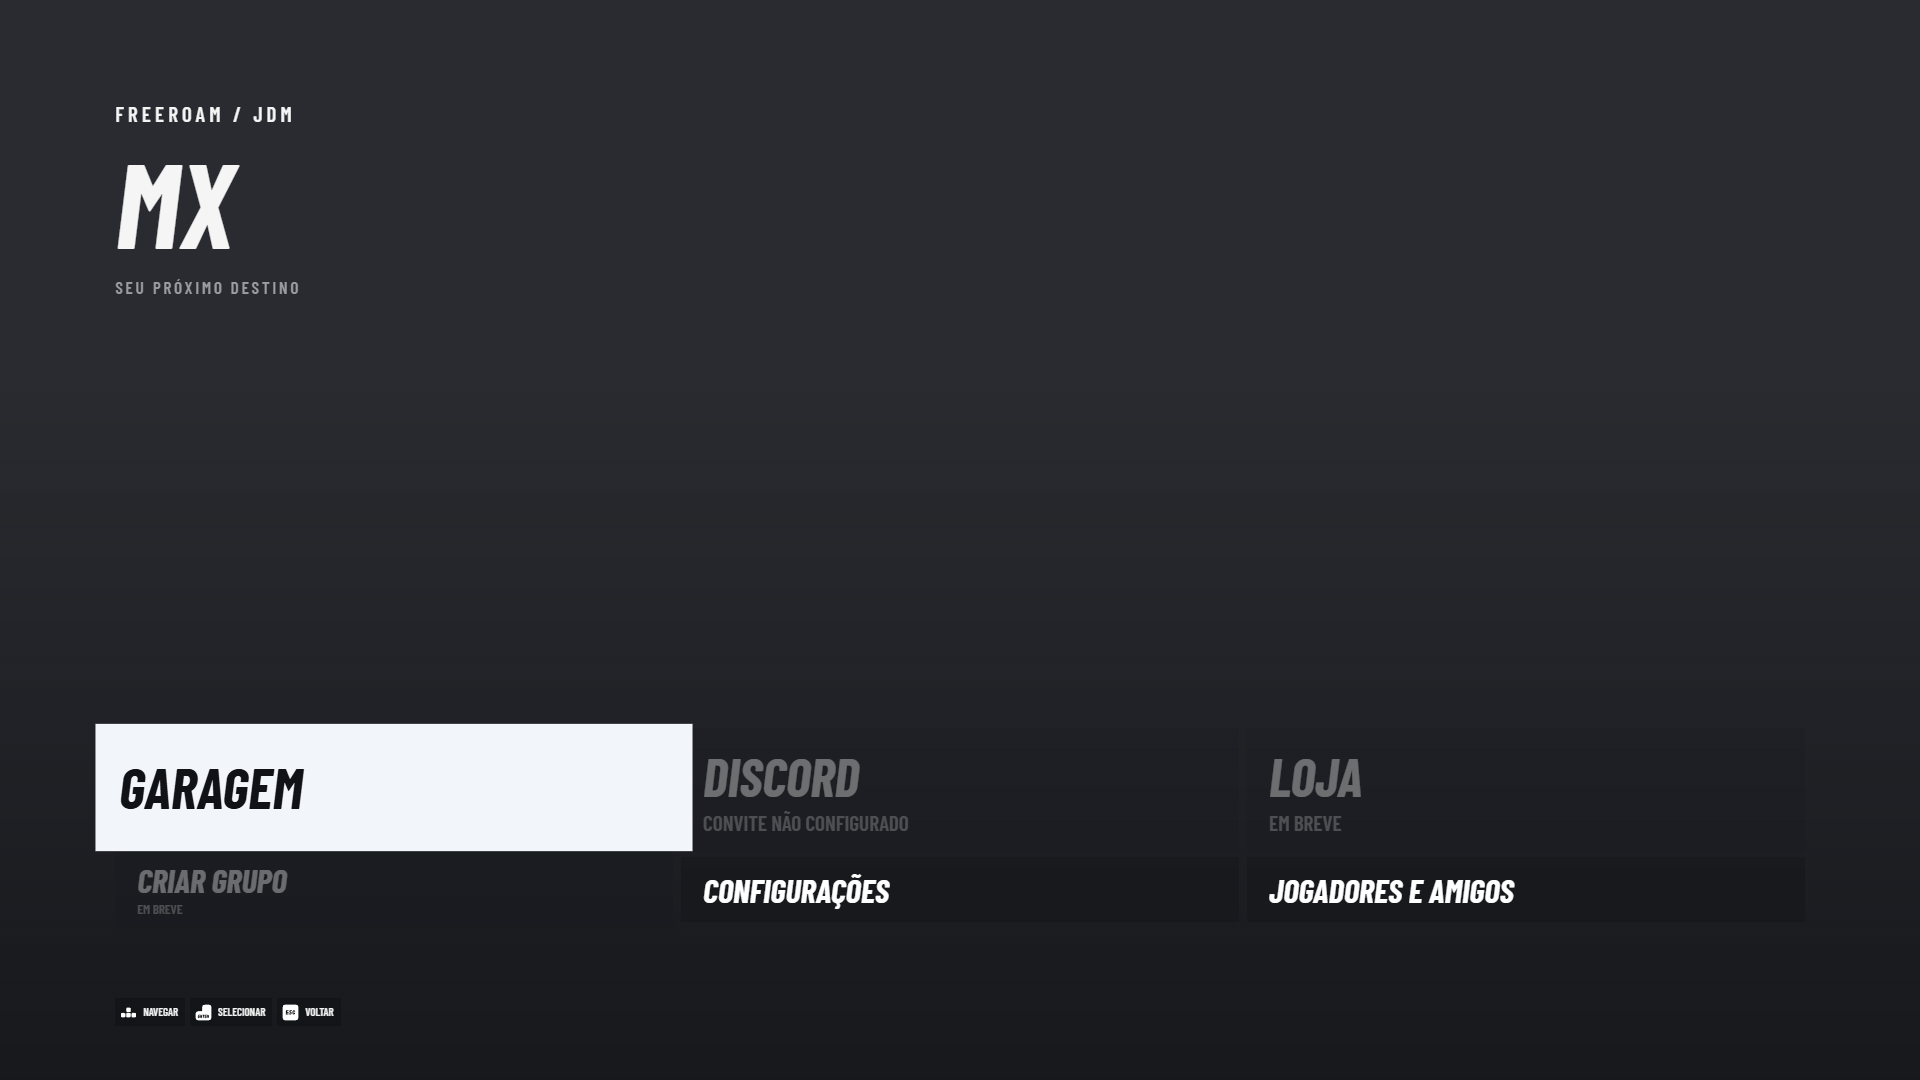 FREEROAM / JDM
MX
SEU PRÓXIMO DESTINO
GARAGEM
DISCORD
CONVITE NÃO CONFIGURADO
LOJA
EM BREVE
CRIAR GRUPO
EM BREVE
CONFIGURAÇÕES
JOGADORES E AMIGOS
NAVEGAR
ENTER
SELECIONAR
ESC
VOLTAR